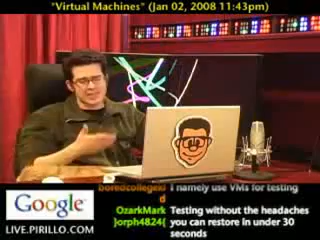 "Virtual Machines" (Jan 02, 2008 11:43pm)
I namely use VMs for testing
OzarkMark Testing without the headaches
jorph4824( you can restore in under 30
seconds
Google
LIVE.PIRILLO.COM